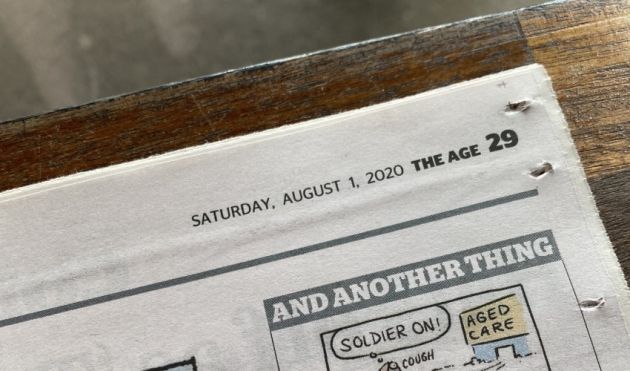 SATURDAY, AUGUST 1, 2020 THE AGE 29
AND ANOTHER THING
SOLDIER ON!
AGED
CARE
COUGH